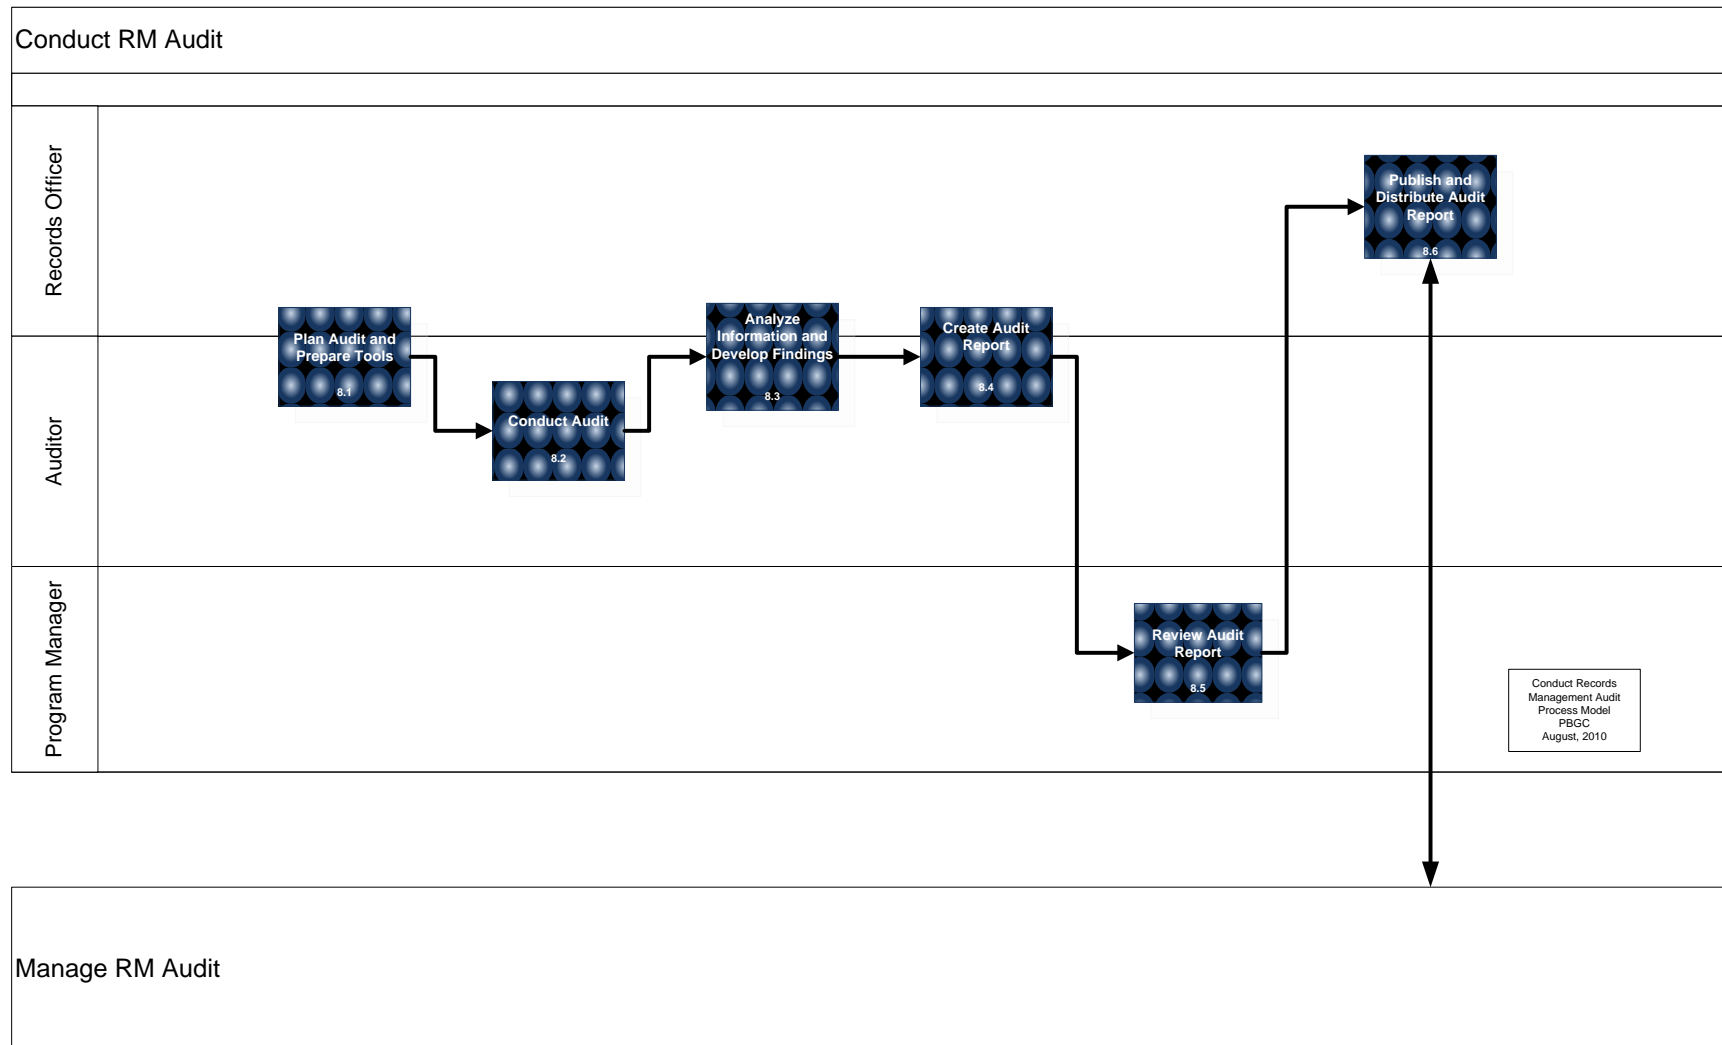 Conduct RM Audit
Records Officer
Publish and
Distribute Audit
Report
8.6
Plan Audit and
Prepare Tools
8.1
Conduct Audit
8.2
Analyze
Information and
Develop Findings
8.3
Create Audit
Report
8.4
Auditor
Program Manager
Review Audit
Report
8.5
Conduct Records
Management Audit
Process Model
PBGC
August, 2010
Manage RM Audit